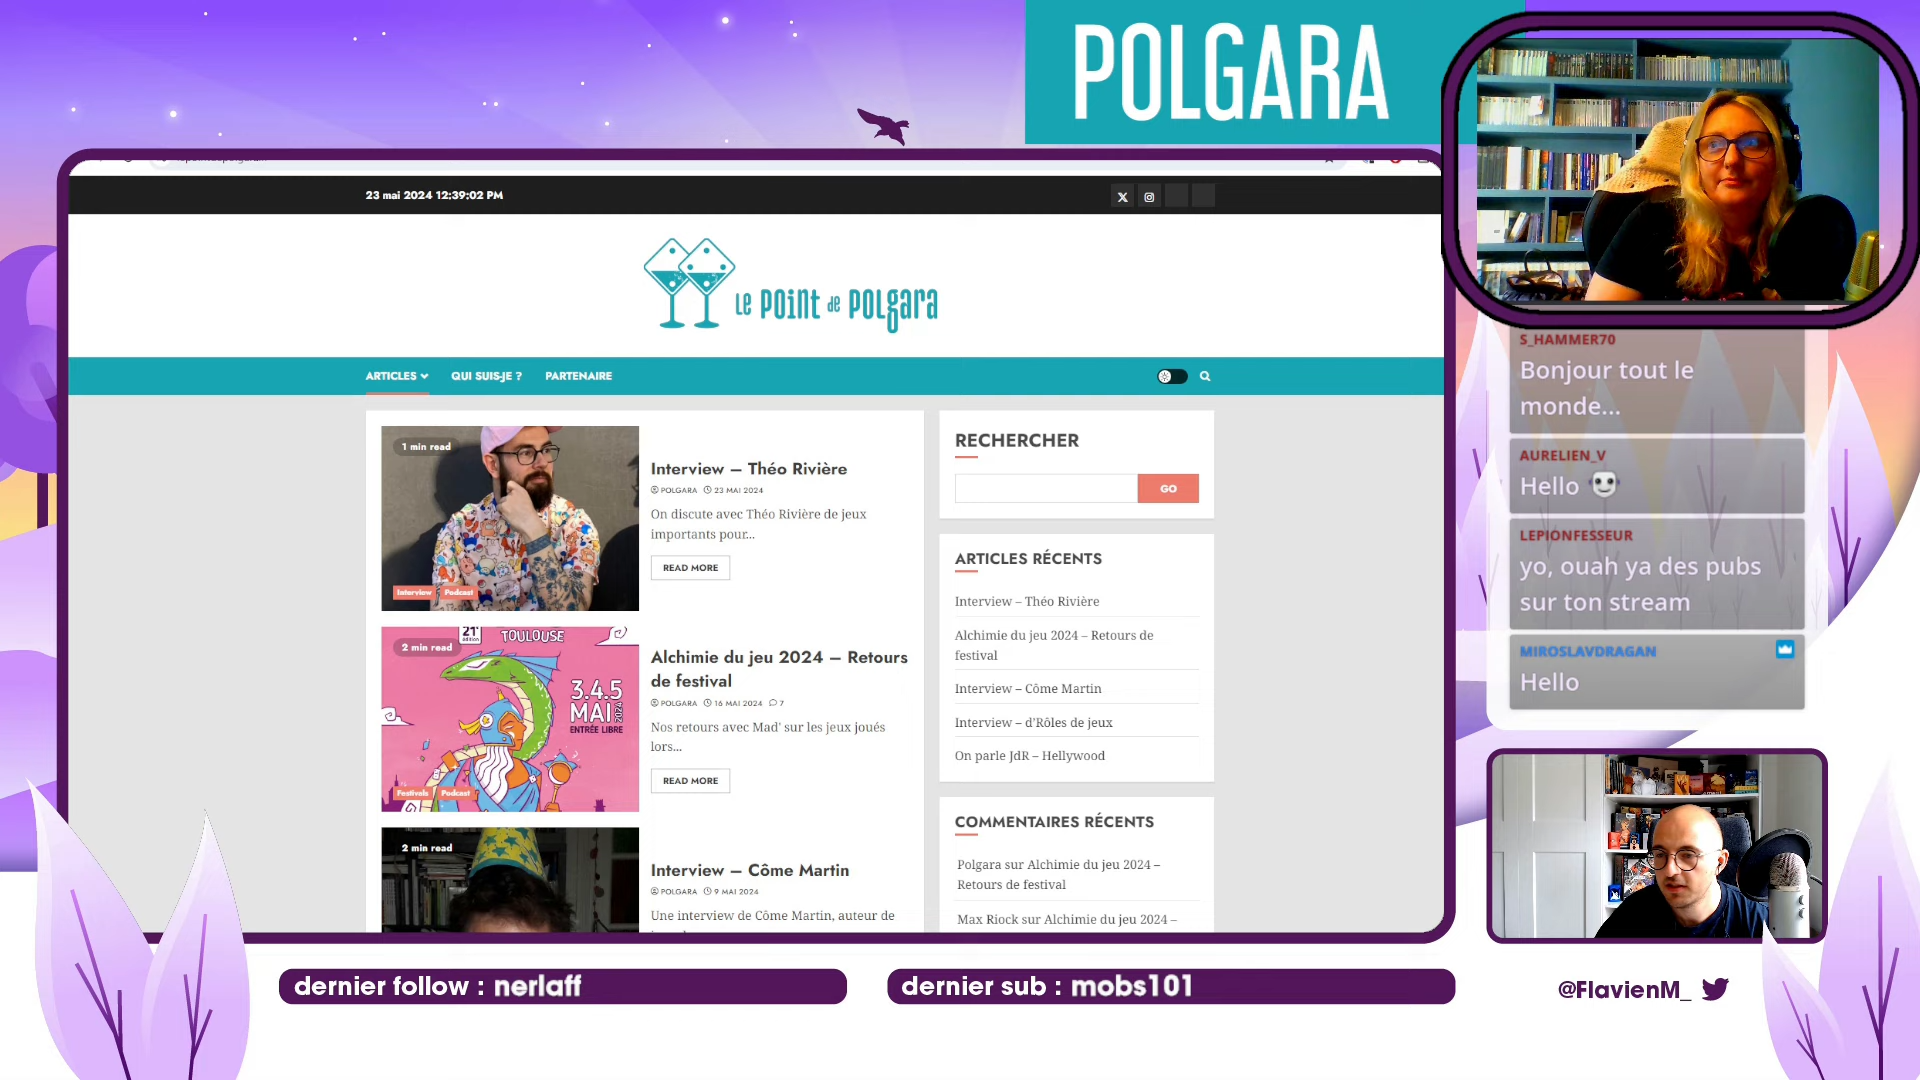 POLGARA
23 mai 2024 12:39:02 PM
LE POINT de POLGARA
ARTICLES
QUI SUIS-JE ?
PARTENAIRE
1 min read
Interview
Podcast
Interview – Théo Rivière
POLGARA 23 MAI 2024
On discute avec Théo Rivière de jeux
importants pour...
READ MORE
2 min read
21e
édition
TOULOUSE
3.4.5
MAI 2024
ENTRÉE LIBRE
Festivals
Podcast
Alchimie du jeu 2024 – Retours
de festival
POLGARA 16 MAI 2024 7
Nos retours avec Mad' sur les jeux joués
lors...
READ MORE
2 min read
Interview – Côme Martin
POLGARA 9 MAI 2024
Une interview de Côme Martin, auteur de
RECHERCHER
GO
ARTICLES RÉCENTS
Interview – Théo Rivière
Alchimie du jeu 2024 – Retours de
festival
Interview – Côme Martin
Interview – d'Rôles de jeux
On parle JdR – Hellywood
COMMENTAIRES RÉCENTS
Polgara sur Alchimie du jeu 2024 –
Retours de festival
Max Riock sur Alchimie du jeu 2024 –
S_HAMMER70
Bonjour tout le
monde...
AURELIEN_V
Hello
LEPIONFESSEUR
yo, ouah ya des pubs
sur ton stream
MIROSLAVDRAGAN
Hello
dernier follow : nerlaff
dernier sub : mobs101
@FlavienM_